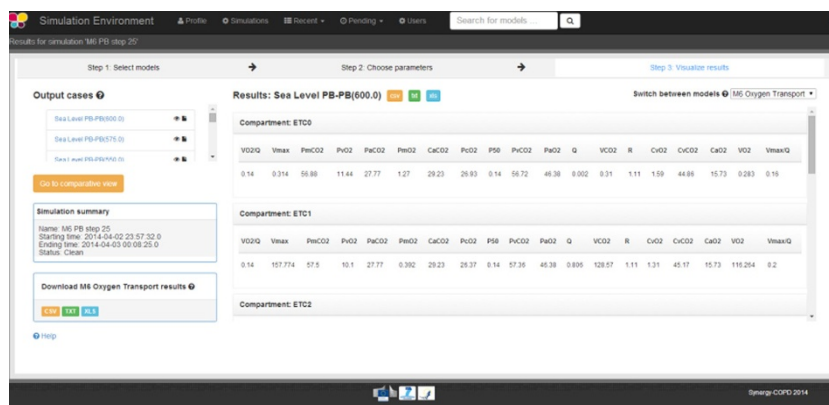 Simulation Environment Profile Simulations Recent Pending Users Search for models ...
Results for simulation 'M6 PB step 25'
Step 1: Select models Step 2: Choose parameters Step 3: Visualize results
Output cases
Sea Level PB-PB(600.0)
Sea Level PB-PB(575.0)
Sea Level PB-PB(550.0)
Go to comparative view
Simulation summary
Name: M6 PB step 25
Starting time: 2014-04-02 23:57:32.0
Ending time: 2014-04-03 00:08:25.0
Status: Clean
Download M6 Oxygen Transport results
CSV TXT XLS
Help
Results: Sea Level PB-PB(600.0) csv txt xls
Switch between models M6 Oxygen Transport
Compartment: ETC0
VO2/Q Vmax PmCO2 PvO2 PaCO2 PmO2 CaCO2 PcO2 P50 PvCO2 PaO2 Q VCO2 R CvO2 CvCO2 CaO2 VO2 Vmax/Q
0.14 0.314 56.88 11.44 27.77 1.27 29.23 26.93 0.14 56.72 46.38 0.002 0.31 1.11 1.59 44.86 15.73 0.283 0.16
Compartment: ETC1
VO2/Q Vmax PmCO2 PvO2 PaCO2 PmO2 CaCO2 PcO2 P50 PvCO2 PaO2 Q VCO2 R CvO2 CvCO2 CaO2 VO2 Vmax/Q
0.14 157.774 57.5 10.1 27.77 0.392 29.23 26.37 0.14 57.36 46.38 0.806 128.57 1.11 1.31 45.17 15.73 116.264 0.2
Compartment: ETC2
Synergy-COPD 2014